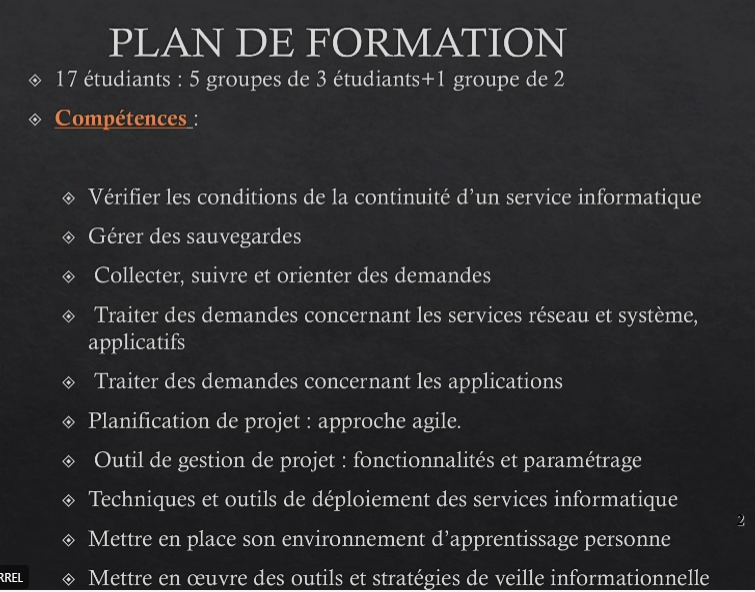 PLAN DE FORMATION
17 étudiants : 5 groupes de 3 étudiants+1 groupe de 2
Compétences :
Vérifier les conditions de la continuité d’un service informatique
Gérer des sauvegardes
Collecter, suivre et orienter des demandes
Traiter des demandes concernant les services réseau et système,
applicatifs
Traiter des demandes concernant les applications
Planification de projet : approche agile.
Outil de gestion de projet : fonctionnalités et paramétrage
Techniques et outils de déploiement des services informatique
2
Mettre en place son environnement d’apprentissage personne
Mettre en œuvre des outils et stratégies de veille informationnelle
RREL